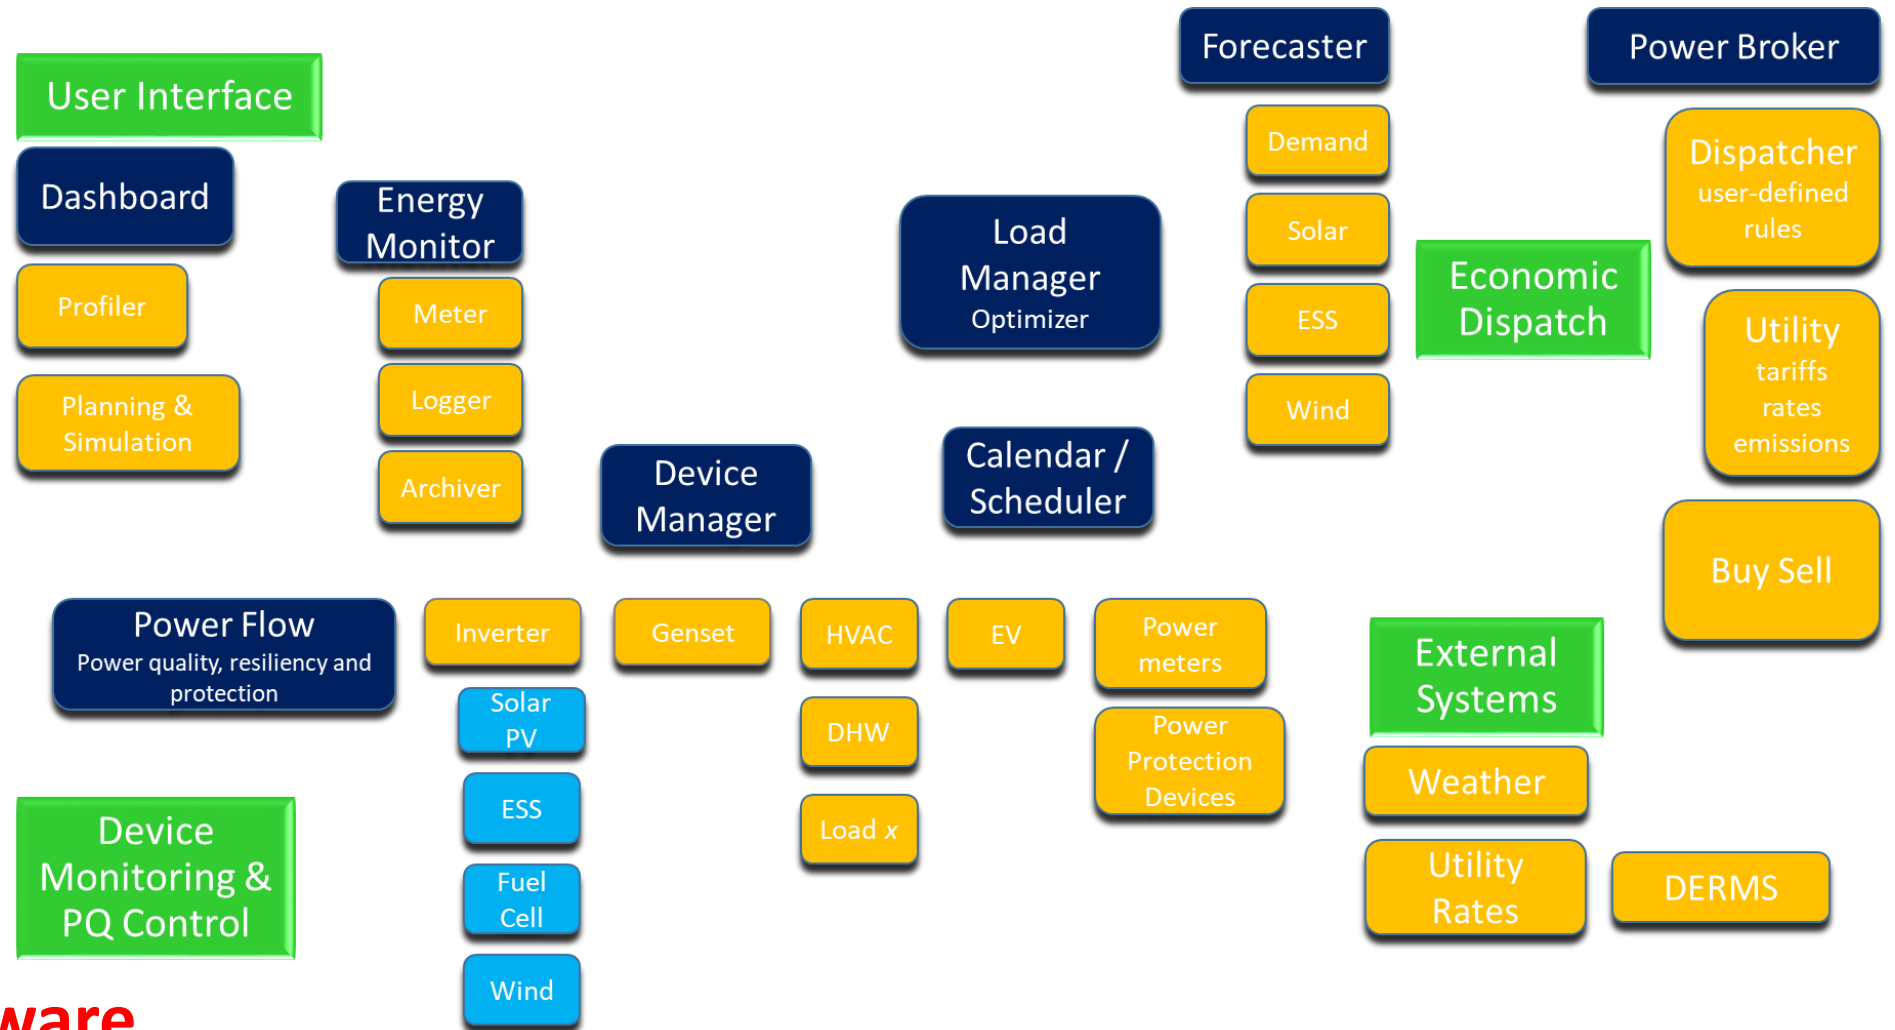 User Interface
Dashboard
Profiler
Planning &
Simulation
Energy
Monitor
Meter
Logger
Archiver
Device
Manager
Load
Manager
Optimizer
Calendar /
Scheduler
Forecaster
Demand
Solar
ESS
Wind
Economic
Dispatch
Power Broker
Dispatcher
user-defined
rules
Utility
tariffs
rates
emissions
Buy Sell
Power Flow
Power quality, resiliency and
protection
Inverter
Solar
PV
ESS
Fuel
Cell
Wind
Genset
HVAC
DHW
Load x
EV
Power
meters
Power
Protection
Devices
External
Systems
Weather
Utility
Rates
DERMS
Device
Monitoring &
PQ Control
ware